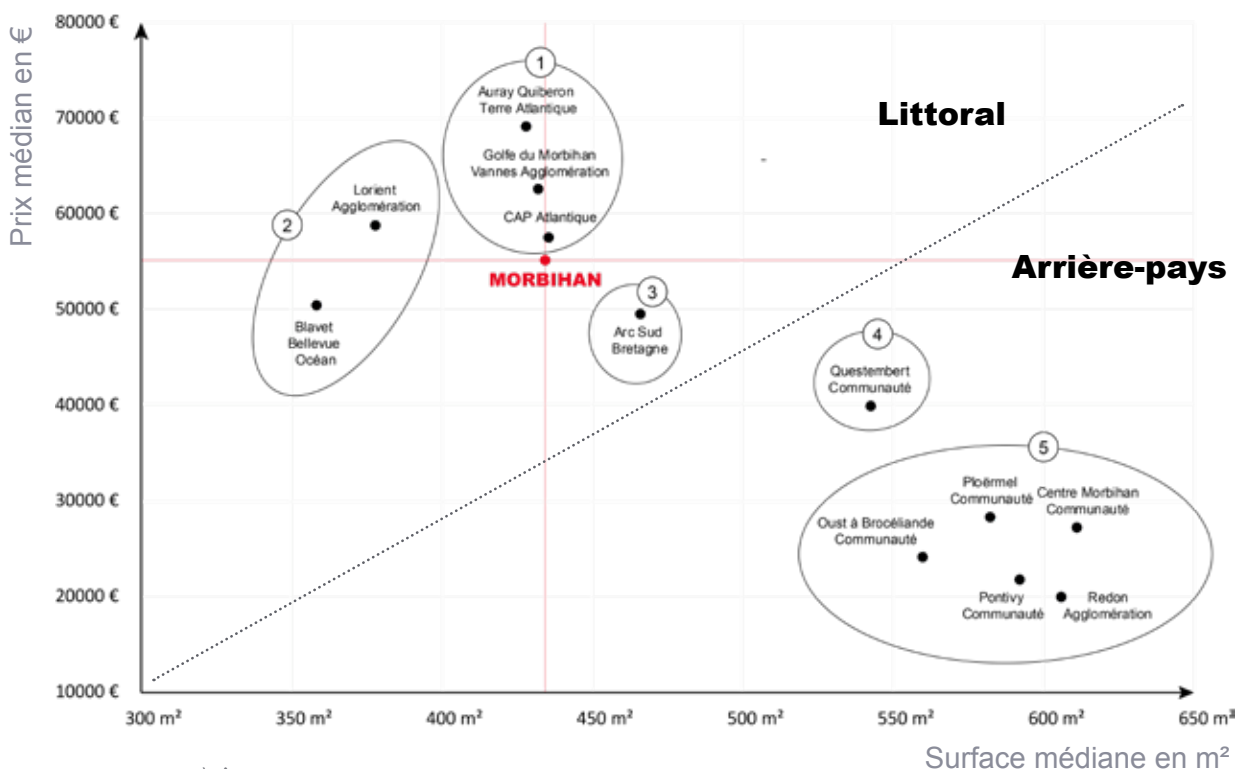 Prix médian en €
80000 €
70000 €
60000 €
50000 €
40000 €
30000 €
20000 €
10000 €
1
Auray Quiberon
Terre Atlantique
Golfe du Morbihan
Vannes Agglomération
CAP Atlantique
MORBIHAN
2
Lorient
Agglomération
Blavet
Bellevue
Océan
3
Arc Sud
Bretagne
Littoral
Arrière-pays
4
Questembert
Communauté
5
Ploërmel
Communauté
Centre Morbihan
Communauté
Oust à Brocéliande
Communauté
Pontivy
Communauté
Redon
Agglomération
300 m²
350 m²
400 m²
450 m²
500 m²
550 m²
600 m²
650 m²
Surface médiane en m²